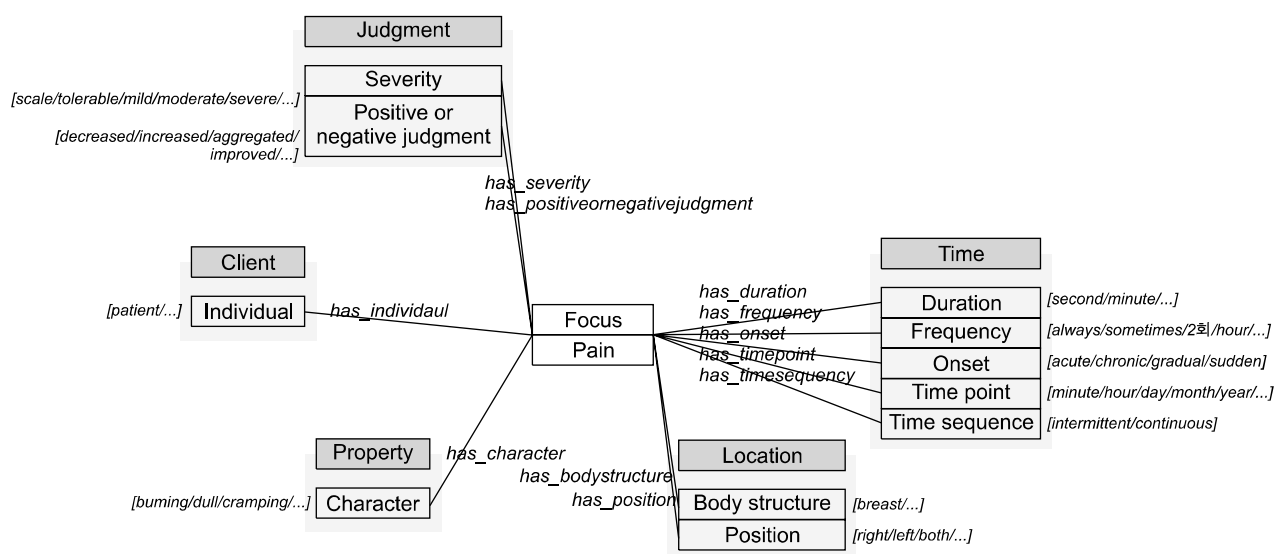 Judgment
Severity
[scale/tolerable/mild/moderate/severe/...]
Positive or
negative judgment
[decreased/increased/aggregated/
improved/...]
has_severity
has_positiveornegativejudgment
Client
Individual
[patient/...]
has_individaul
Focus
Pain
Time
has_duration
has_frequency
has_onset
has_timepoint
has_timesequency
Duration
[second/minute/...]
Frequency
[always/sometimes/2회/hour/...]
Onset
[acute/chronic/gradual/sudden]
Time point
[minute/hour/day/month/year/...]
Time sequence
[intermittent/continuous]
Property
has_character
Character
[buming/dull/cramping/...]
Location
has_bodystructure
has_position
Body structure
[breast/...]
Position
[right/left/both/...]